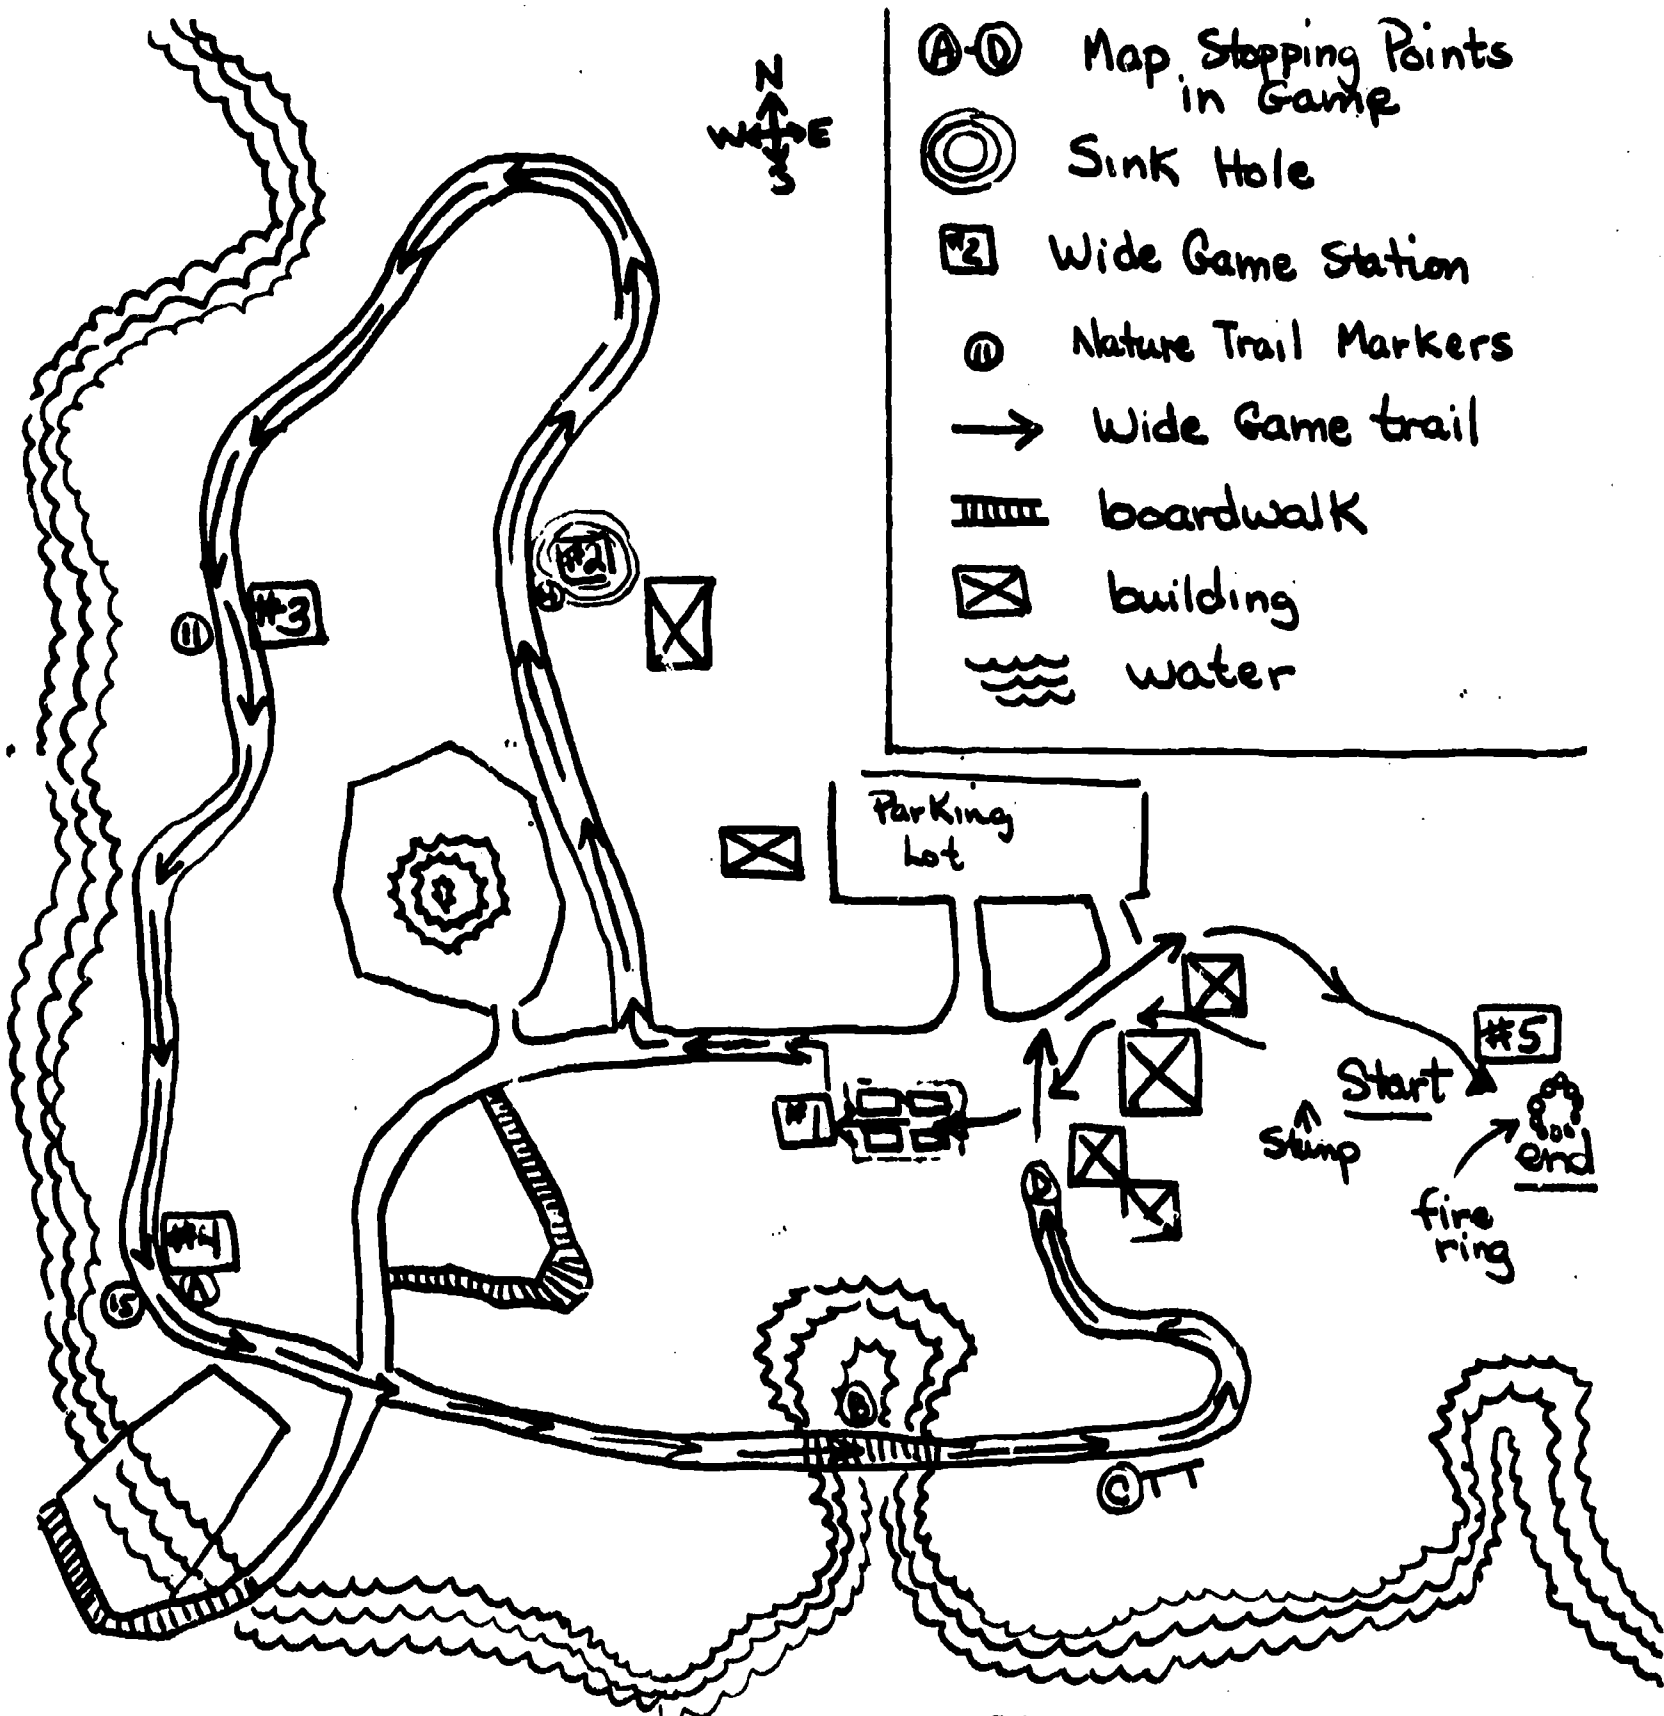 A - D Map Stopping Points
in Game
Sink Hole
#2 Wide Game Station
11 Nature Trail Markers
Wide Game trail
boardwalk
building
water
N
W E
S
#2
#3
11
Parking
Lot
#5
Start
Stump
end
fire
ring
#1
D
#4
A
15
B
C